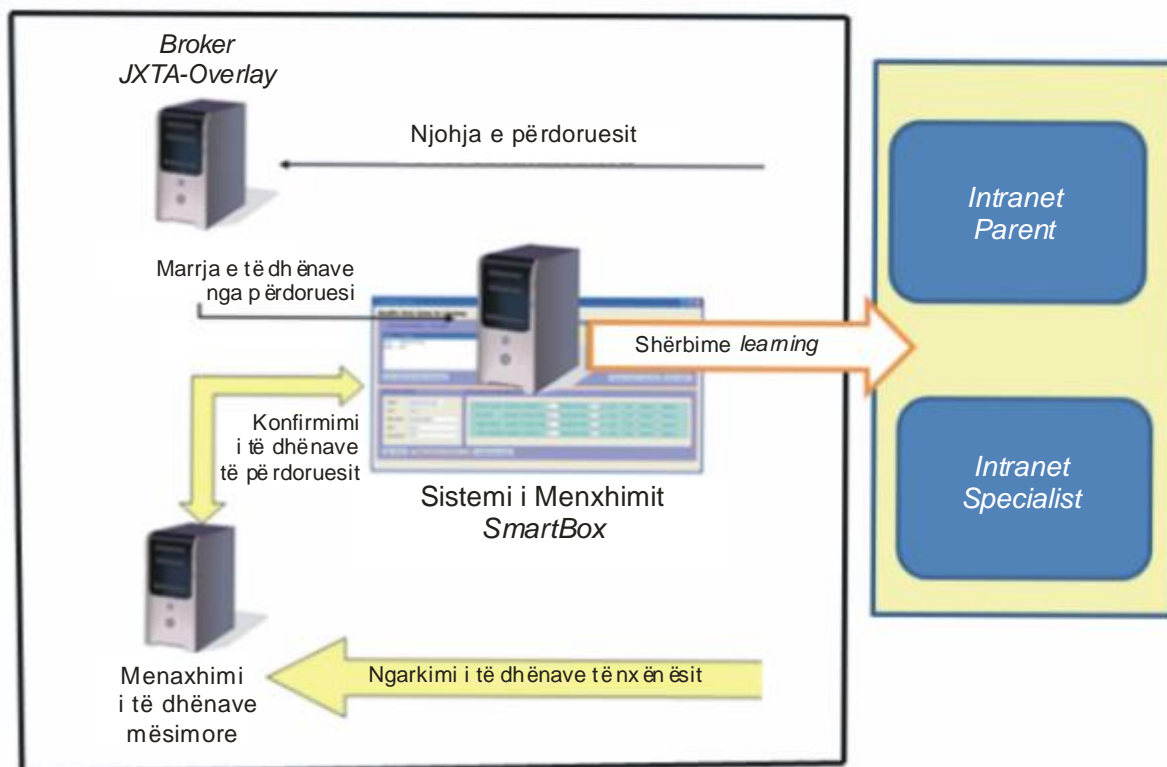 Broker
JXTA-Overlay
Njohja e përdoruesit
Intranet
Parent
Marrja e të dhënave
nga përdoruesi
Shërbime learning
Konfirmimi
i të dhënave
të përdoruesit
Sistemi i Menxhimit
SmartBox
Intranet
Specialist
Menaxhimi
i të dhënave
mësimore
Ngarkimi i të dhënave të nxënësit